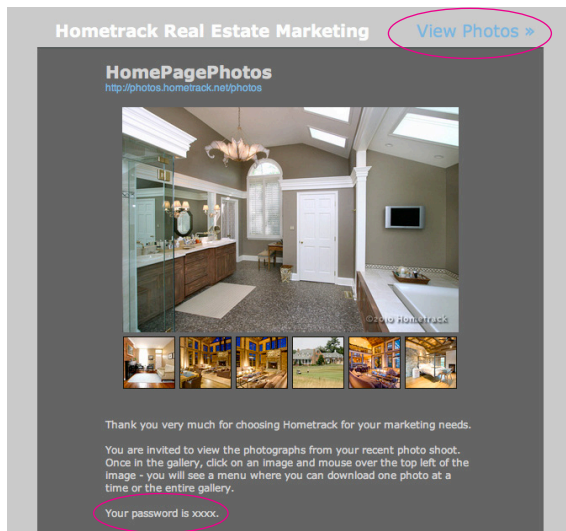 Hometrack Real Estate Marketing
View Photos »
HomePagePhotos
http://photos.hometrack.net/photos
©2010 Hometrack
Thank you very much for choosing Hometrack for your marketing needs.
You are invited to view the photographs from your recent photo shoot.
Once in the gallery, click on an image and mouse over the top left of the
image - you will see a menu where you can download one photo at a
time or the entire gallery.
Your password is xxxx.